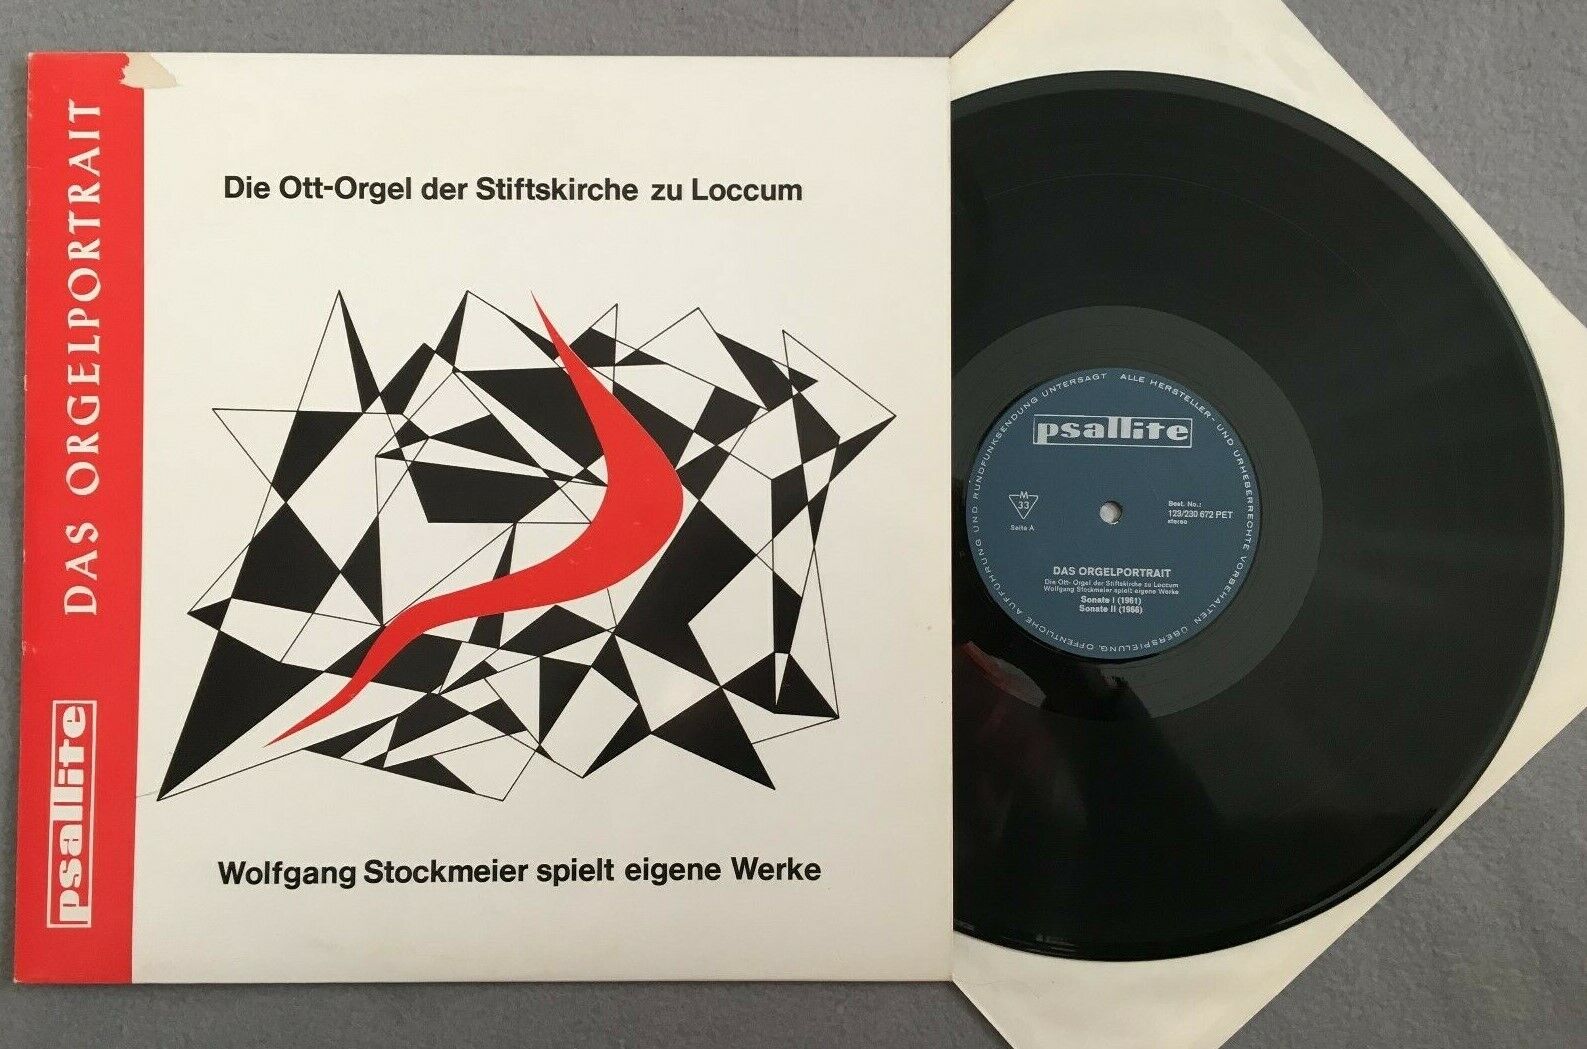 DAS ORGELPORTRAIT
psallite
Die Ott-Orgel der Stiftskirche zu Loccum
Wolfgang Stockmeier spielt eigene Werke
ALLE HERSTELLER- UND URHEBERRECHTE VORBEHALTEN. ÜBERSPIELUNG, ÖFFENTLICHE AUFFÜHRUNG UND RUNDFUNKSENDUNG UNTERSAGT
psallite
M
33
Seite A
Best. No.:
123/230 672 PET
stereo
DAS ORGELPORTRAIT
Die Ott- Orgel der Stiftskirche zu Loccum
Wolfgang Stockmeier spielt eigene Werke
Sonate I (1961)
Sonate II (1966)